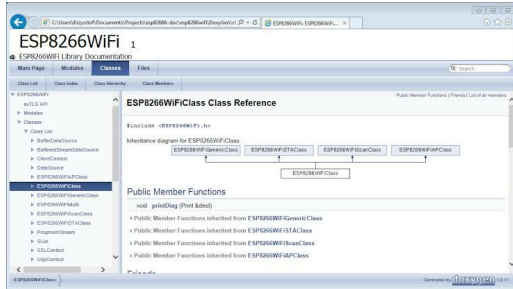 C:\Users\Krzysztof\Documents\Projects\esp8266-doc\esp8266wifi\DoxyGen\
ESP8266WiFi: ESP8266Wi...
ESP8266WiFi 1
ESP8266WiFi Library Documentation
Main Page Modules Classes Files
Search
Class List Class Index Class Hierarchy Class Members
ESP8266WiFi
axTLS API
Modules
Classes
Class List
BufferDataSource
BufferedStreamDataSource
ClientContext
DataSource
ESP8266WiFiAPClass
ESP8266WiFiClass
ESP8266WiFiGenericClass
ESP8266WiFiMulti
ESP8266WiFiScanClass
ESP8266WiFiSTAClass
ProgmemStream
SList
SSLContext
UdpContext
Public Member Functions | Friends | List of all members
ESP8266WiFiClass Class Reference
#include <ESP8266WiFi.h>
Inheritance diagram for ESP8266WiFiClass:
ESP8266WiFiGenericClass ESP8266WiFiSTAClass ESP8266WiFiScanClass ESP8266WiFiAPClass
ESP8266WiFiClass
Public Member Functions
void printDiag (Print &dest)
Public Member Functions inherited from ESP8266WiFiGenericClass
Public Member Functions inherited from ESP8266WiFiSTAClass
Public Member Functions inherited from ESP8266WiFiScanClass
Public Member Functions inherited from ESP8266WiFiAPClass
Friends
ESP8266WiFiClass
Generated by doxygen